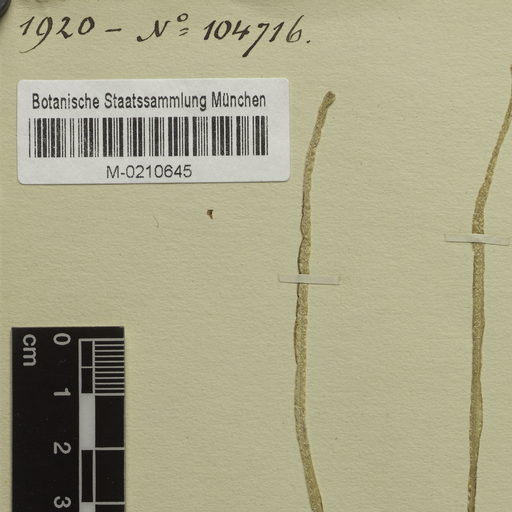 1920 - Nº 104716.
Botanische Staatssammlung München
M-0210645
cm
0
1
2
3